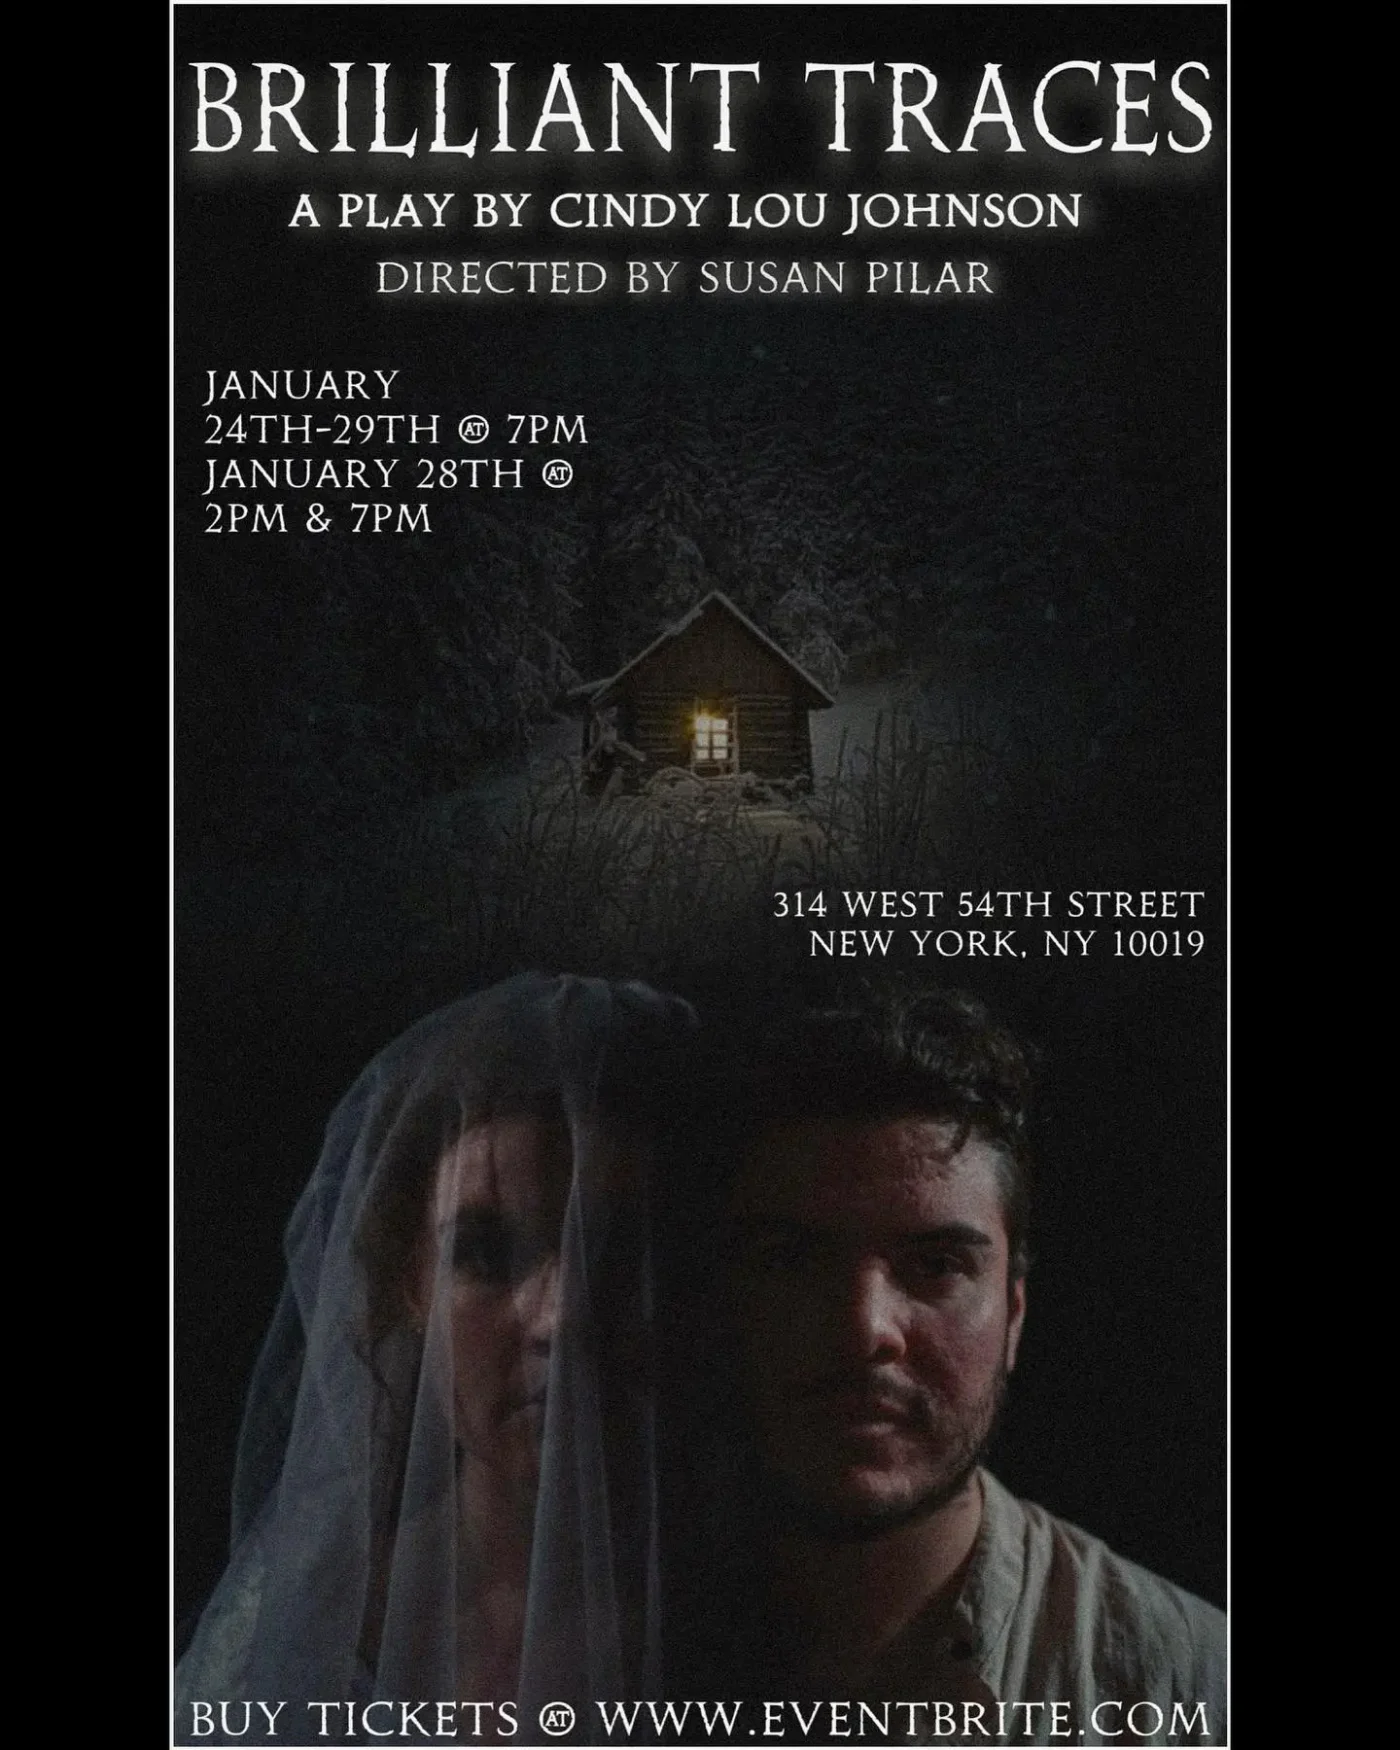 BRILLIANT TRACES
A PLAY BY CINDY LOU JOHNSON
DIRECTED BY SUSAN PILAR
JANUARY
24TH-29TH @ 7PM
JANUARY 28TH @
2PM & 7PM
314 WEST 54TH STREET
NEW YORK, NY 10019
BUY TICKETS @ WWW.EVENTBRITE.COM